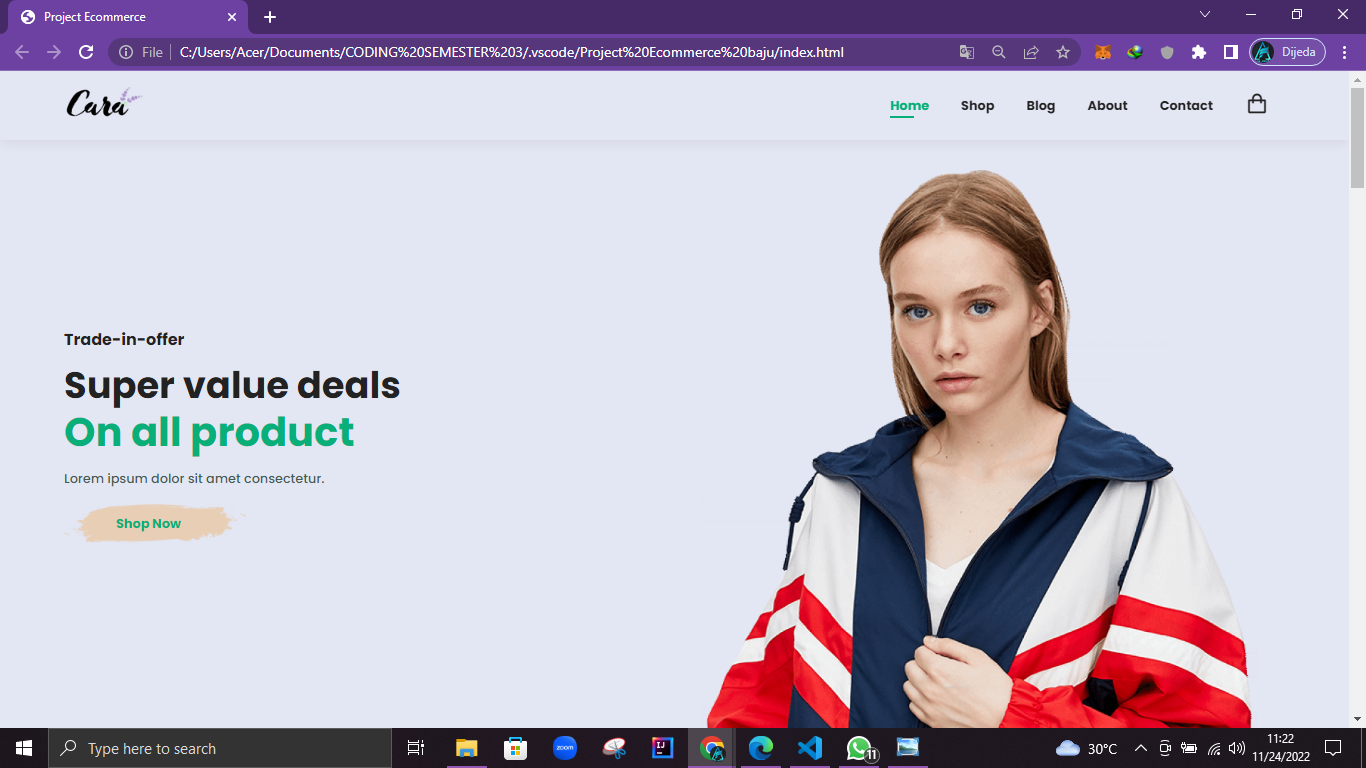 Project Ecommerce
File
C:/Users/Acer/Documents/CODING%20SEMESTER%203/.vscode/Project%20Ecommerce%20baju/index.html
Dijeda
Cara
Home Shop Blog About Contact
Trade-in-offer
Super value deals
On all product
Lorem ipsum dolor sit amet consectetur.
Shop Now
Type here to search
zoom
IJ
11
30°C
11:22
11/24/2022